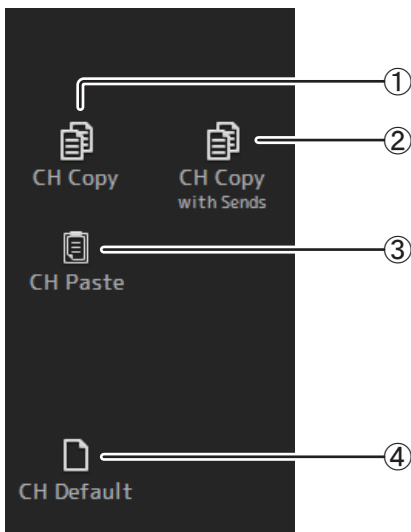 ①
②
CH Copy
CH Copy
with Sends
③
CH Paste
④
CH Default